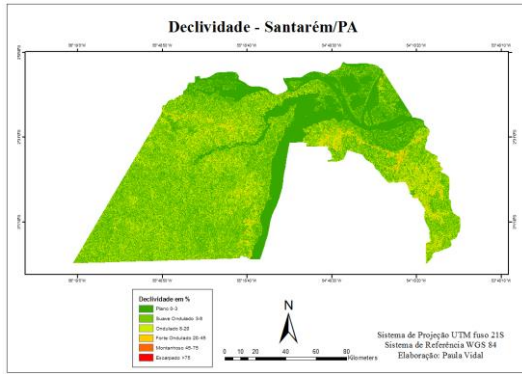 Declividade - Santarém/PA
Declividade em %
Plano 0-3
Suave Ondulado 3-8
Ondulado 8-20
Forte Ondulado 20-45
Montanhoso 45-75
Escarpado >75
N
0 5 10 20 40 60 80
Kilometers
Sistema de Projeção UTM fuso 21S
Sistema de Referência WGS 84
Elaboração: Paula Vidal